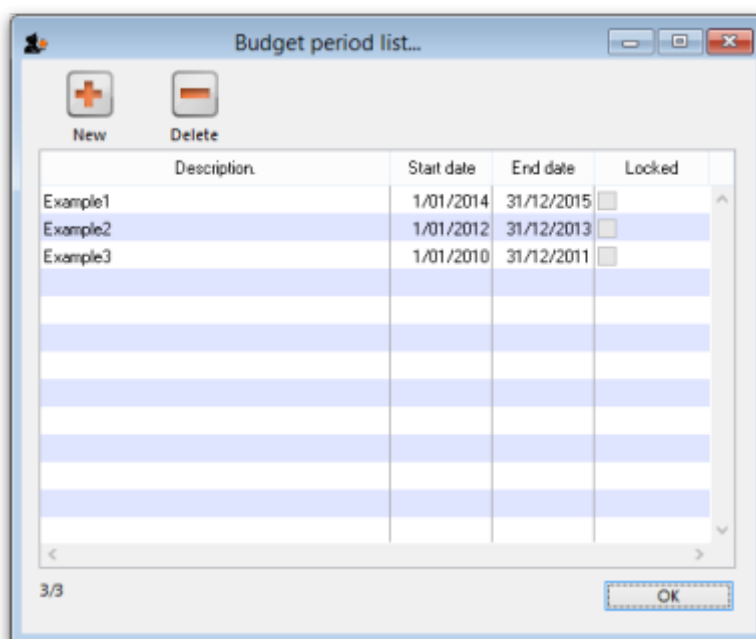 Budget period list...
New Delete
Description. Start date End date Locked
Example1 1/01/2014 31/12/2015
Example2 1/01/2012 31/12/2013
Example3 1/01/2010 31/12/2011
3/3 OK